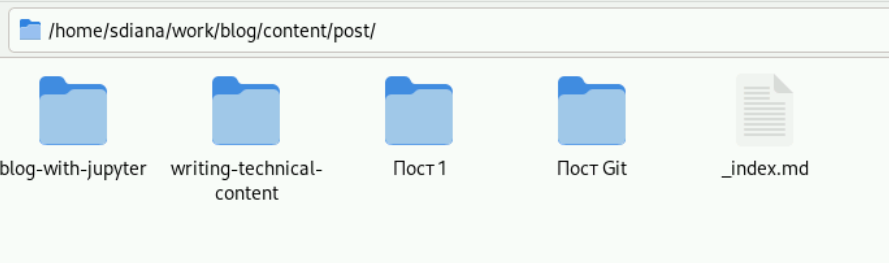 /home/sdiana/work/blog/content/post/
blog-with-jupyter
writing-technical-
content
Пост 1
Пост Git
_index.md